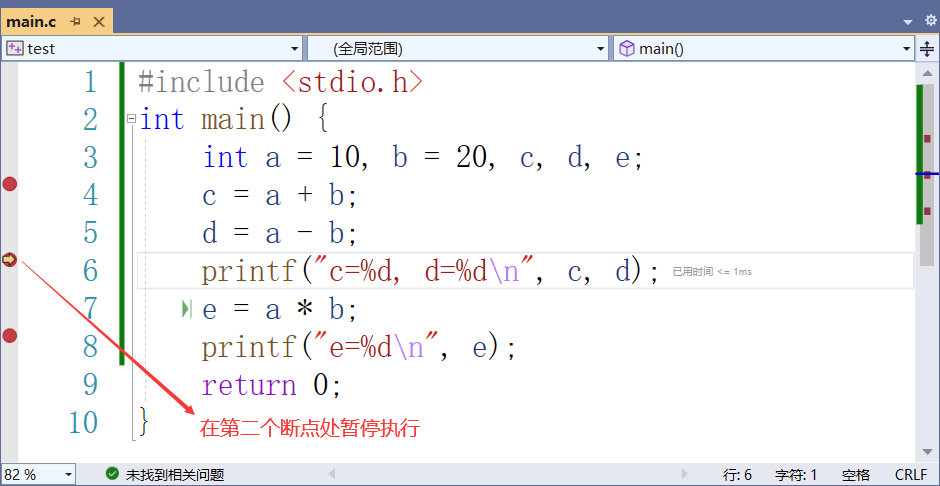 main.c
test (全局范围) main()
1 #include <stdio.h>
2 int main() {
3 int a = 10, b = 20, c, d, e;
4 c = a + b;
5 d = a - b;
6 printf("c=%d, d=%d\n", c, d); 已用时间 <= 1ms
7 e = a * b;
8 printf("e=%d\n", e);
9 return 0;
10 }
在第二个断点处暂停执行
82 % 未找到相关问题 行: 6 字符: 1 空格 CRLF